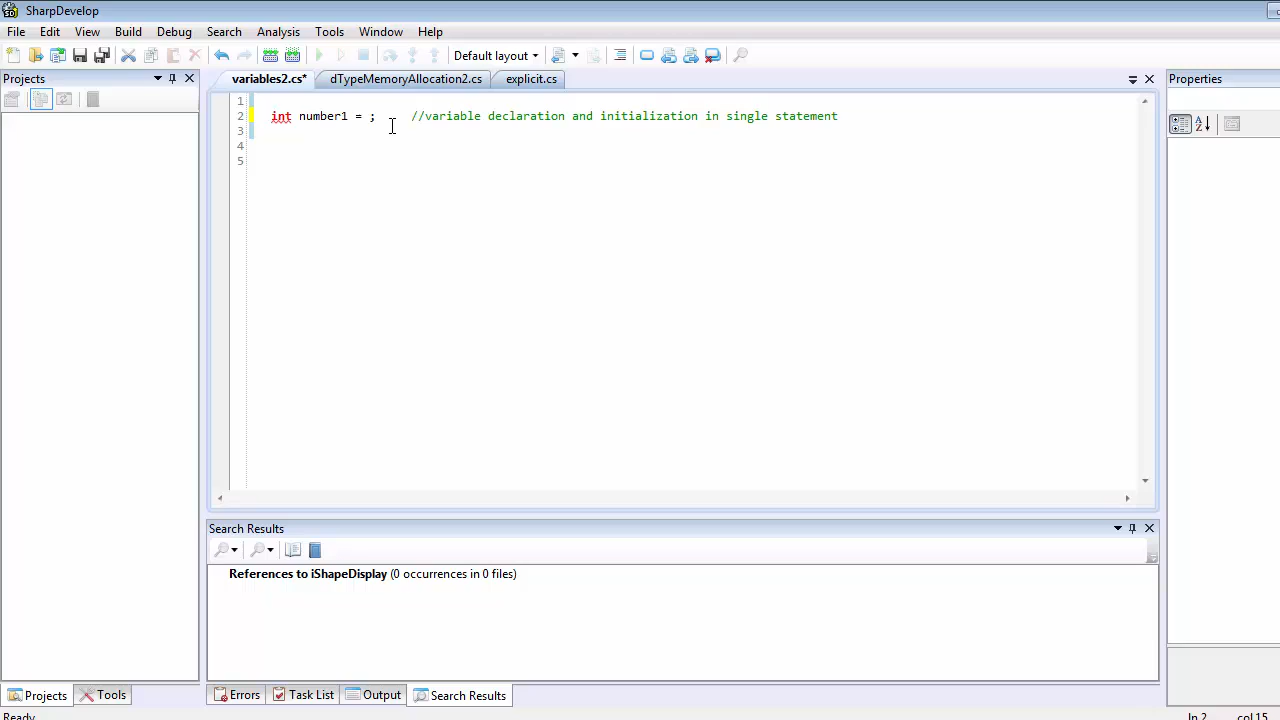 SharpDevelop
File Edit View Build Debug Search Analysis Tools Window Help
Default layout
Projects
variables2.cs* dTypeMemoryAllocation2.cs explicit.cs
Properties
1
2 int number1 = ; //variable declaration and initialization in single statement
3
4
5
Search Results
References to iShapeDisplay (0 occurrences in 0 files)
Projects Tools
Errors Task List Output Search Results
Ready ln 2 col 15